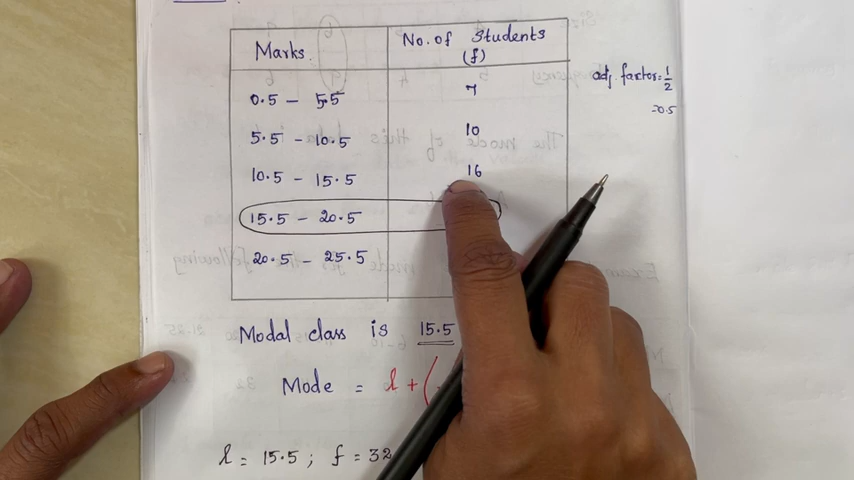 Marks. No. of Students
(f)
adj. factor = 1/2
= 0.5
0.5 – 5.5 7
5.5 – 10.5 10
10.5 – 15.5 16
15.5 – 20.5
20.5 – 25.5
Modal class is 15.5
Mode = l + (
l = 15.5 ; f = 32